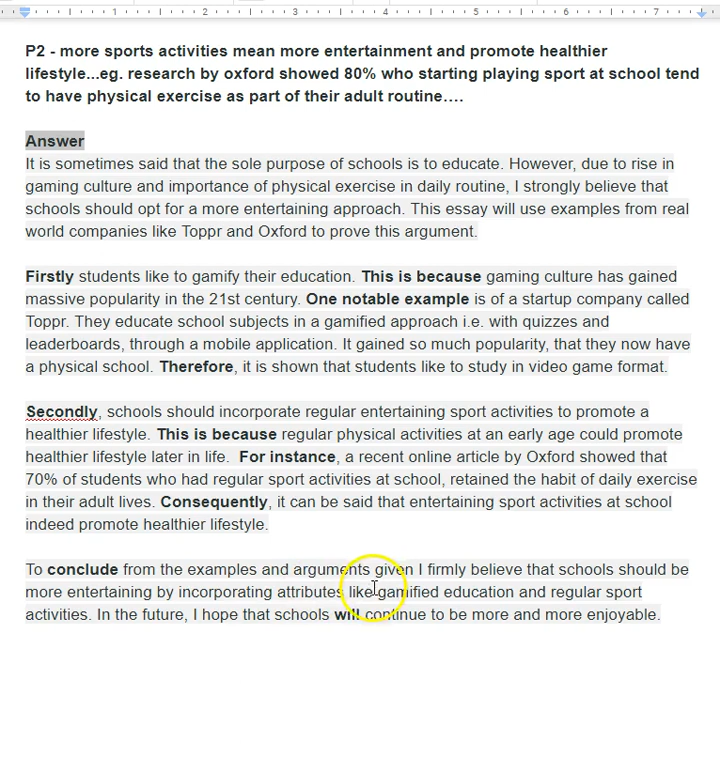 1 2 3 4 5 6 7
P2 - more sports activities mean more entertainment and promote healthier
lifestyle...eg. research by oxford showed 80% who starting playing sport at school tend
to have physical exercise as part of their adult routine….
Answer
It is sometimes said that the sole purpose of schools is to educate. However, due to rise in
gaming culture and importance of physical exercise in daily routine, I strongly believe that
schools should opt for a more entertaining approach. This essay will use examples from real
world companies like Toppr and Oxford to prove this argument.
Firstly students like to gamify their education. This is because gaming culture has gained
massive popularity in the 21st century. One notable example is of a startup company called
Toppr. They educate school subjects in a gamified approach i.e. with quizzes and
leaderboards, through a mobile application. It gained so much popularity, that they now have
a physical school. Therefore, it is shown that students like to study in video game format.
Secondly, schools should incorporate regular entertaining sport activities to promote a
healthier lifestyle. This is because regular physical activities at an early age could promote
healthier lifestyle later in life. For instance, a recent online article by Oxford showed that
70% of students who had regular sport activities at school, retained the habit of daily exercise
in their adult lives. Consequently, it can be said that entertaining sport activities at school
indeed promote healthier lifestyle.
To conclude from the examples and arguments given I firmly believe that schools should be
more entertaining by incorporating attributes like gamified education and regular sport
activities. In the future, I hope that schools will continue to be more and more enjoyable.